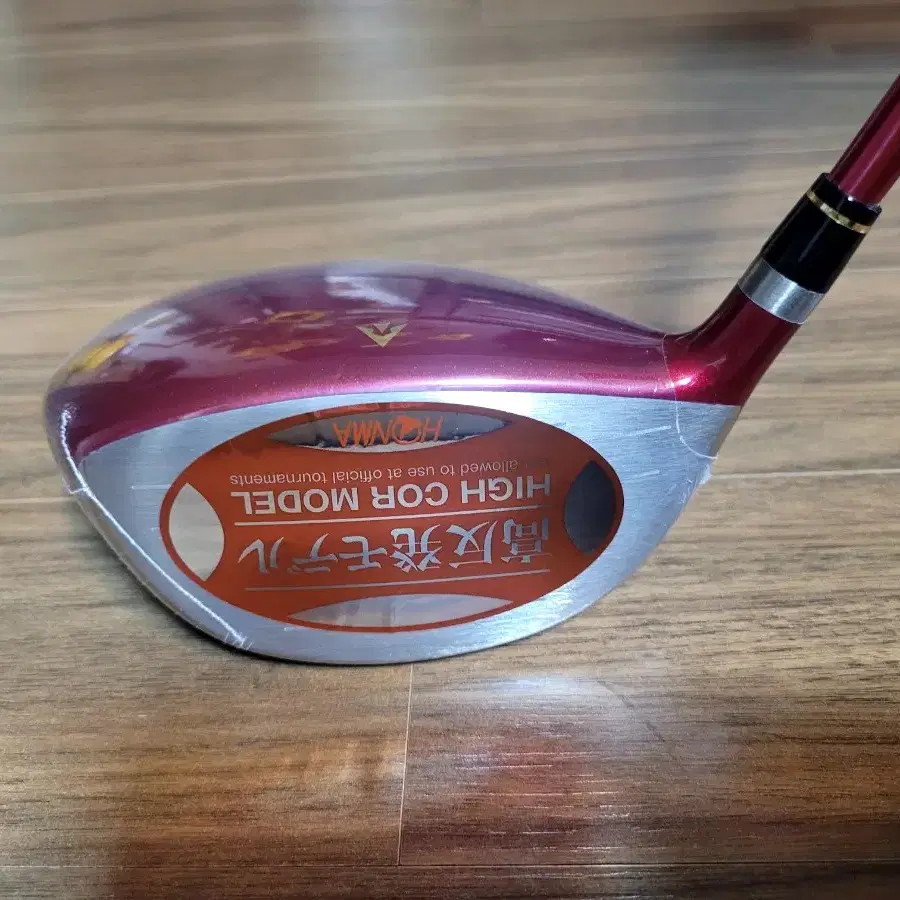 高反発モデル
HIGH COR MODEL
allowed to use at official tournaments
HONMA